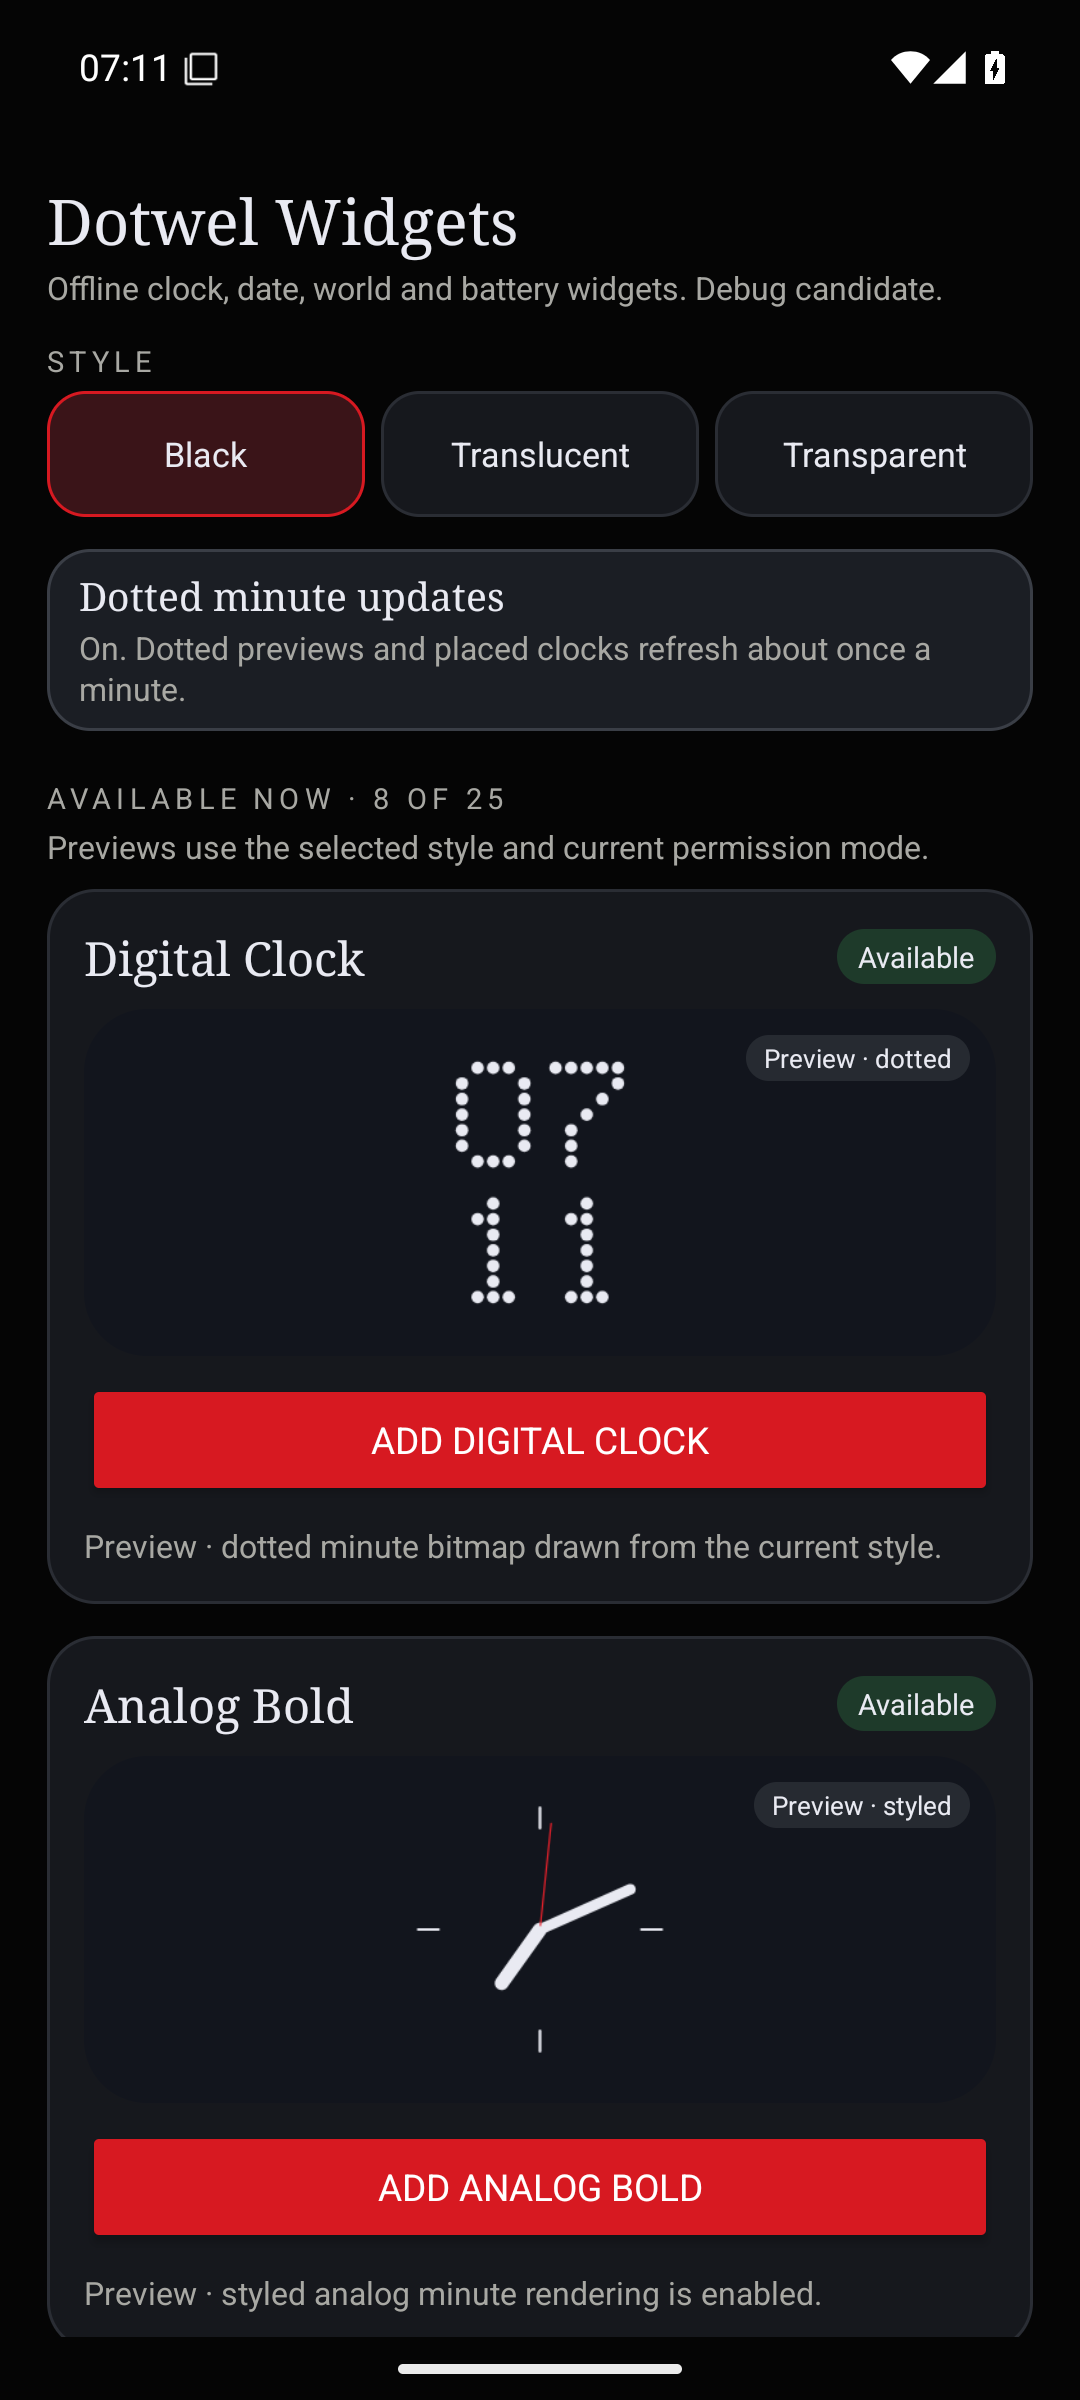 07:11
Dotwel Widgets
Offline clock, date, world and battery widgets. Debug candidate.
STYLE
Black
Translucent
Transparent
Dotted minute updates
On. Dotted previews and placed clocks refresh about once a
minute.
AVAILABLE NOW · 8 OF 25
Previews use the selected style and current permission mode.
Digital Clock
Available
Preview · dotted
07
11
ADD DIGITAL CLOCK
Preview · dotted minute bitmap drawn from the current style.
Analog Bold
Available
Preview · styled
ADD ANALOG BOLD
Preview · styled analog minute rendering is enabled.